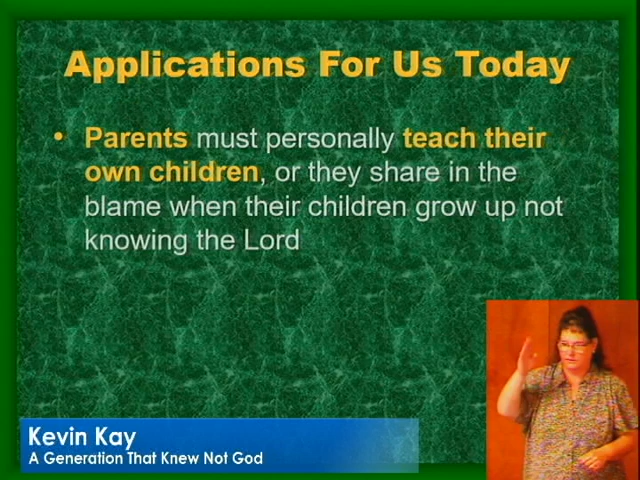 Applications For Us Today
• Parents must personally teach their
own children, or they share in the
blame when their children grow up not
knowing the Lord
Kevin Kay
A Generation That Knew Not God